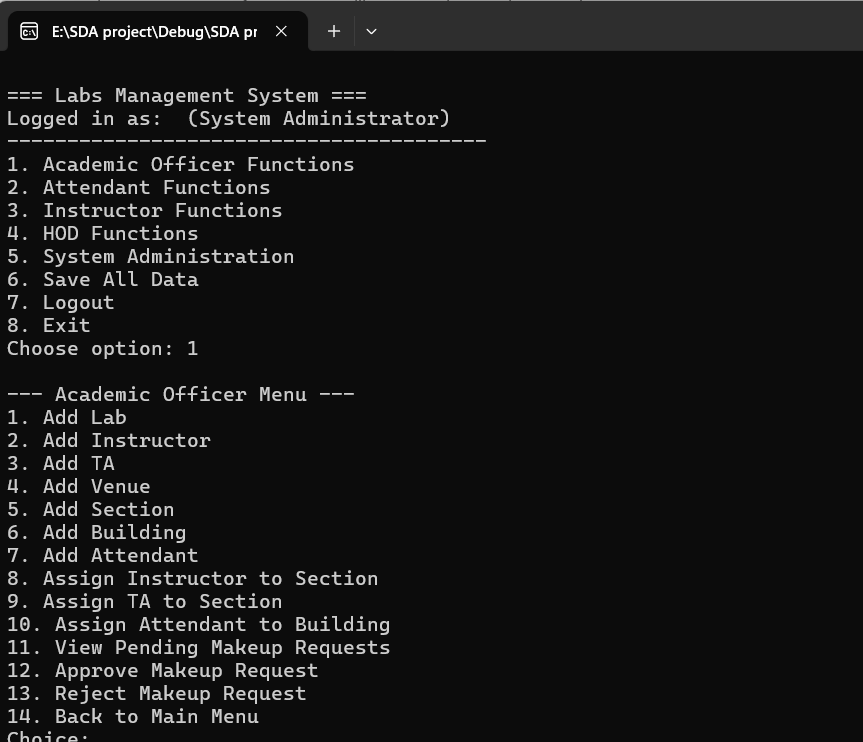 E:\SDA project\Debug\SDA pr
=== Labs Management System ===
Logged in as:  (System Administrator)
----------------------------------------
1. Academic Officer Functions
2. Attendant Functions
3. Instructor Functions
4. HOD Functions
5. System Administration
6. Save All Data
7. Logout
8. Exit
Choose option: 1
--- Academic Officer Menu ---
1. Add Lab
2. Add Instructor
3. Add TA
4. Add Venue
5. Add Section
6. Add Building
7. Add Attendant
8. Assign Instructor to Section
9. Assign TA to Section
10. Assign Attendant to Building
11. View Pending Makeup Requests
12. Approve Makeup Request
13. Reject Makeup Request
14. Back to Main Menu
Choice: